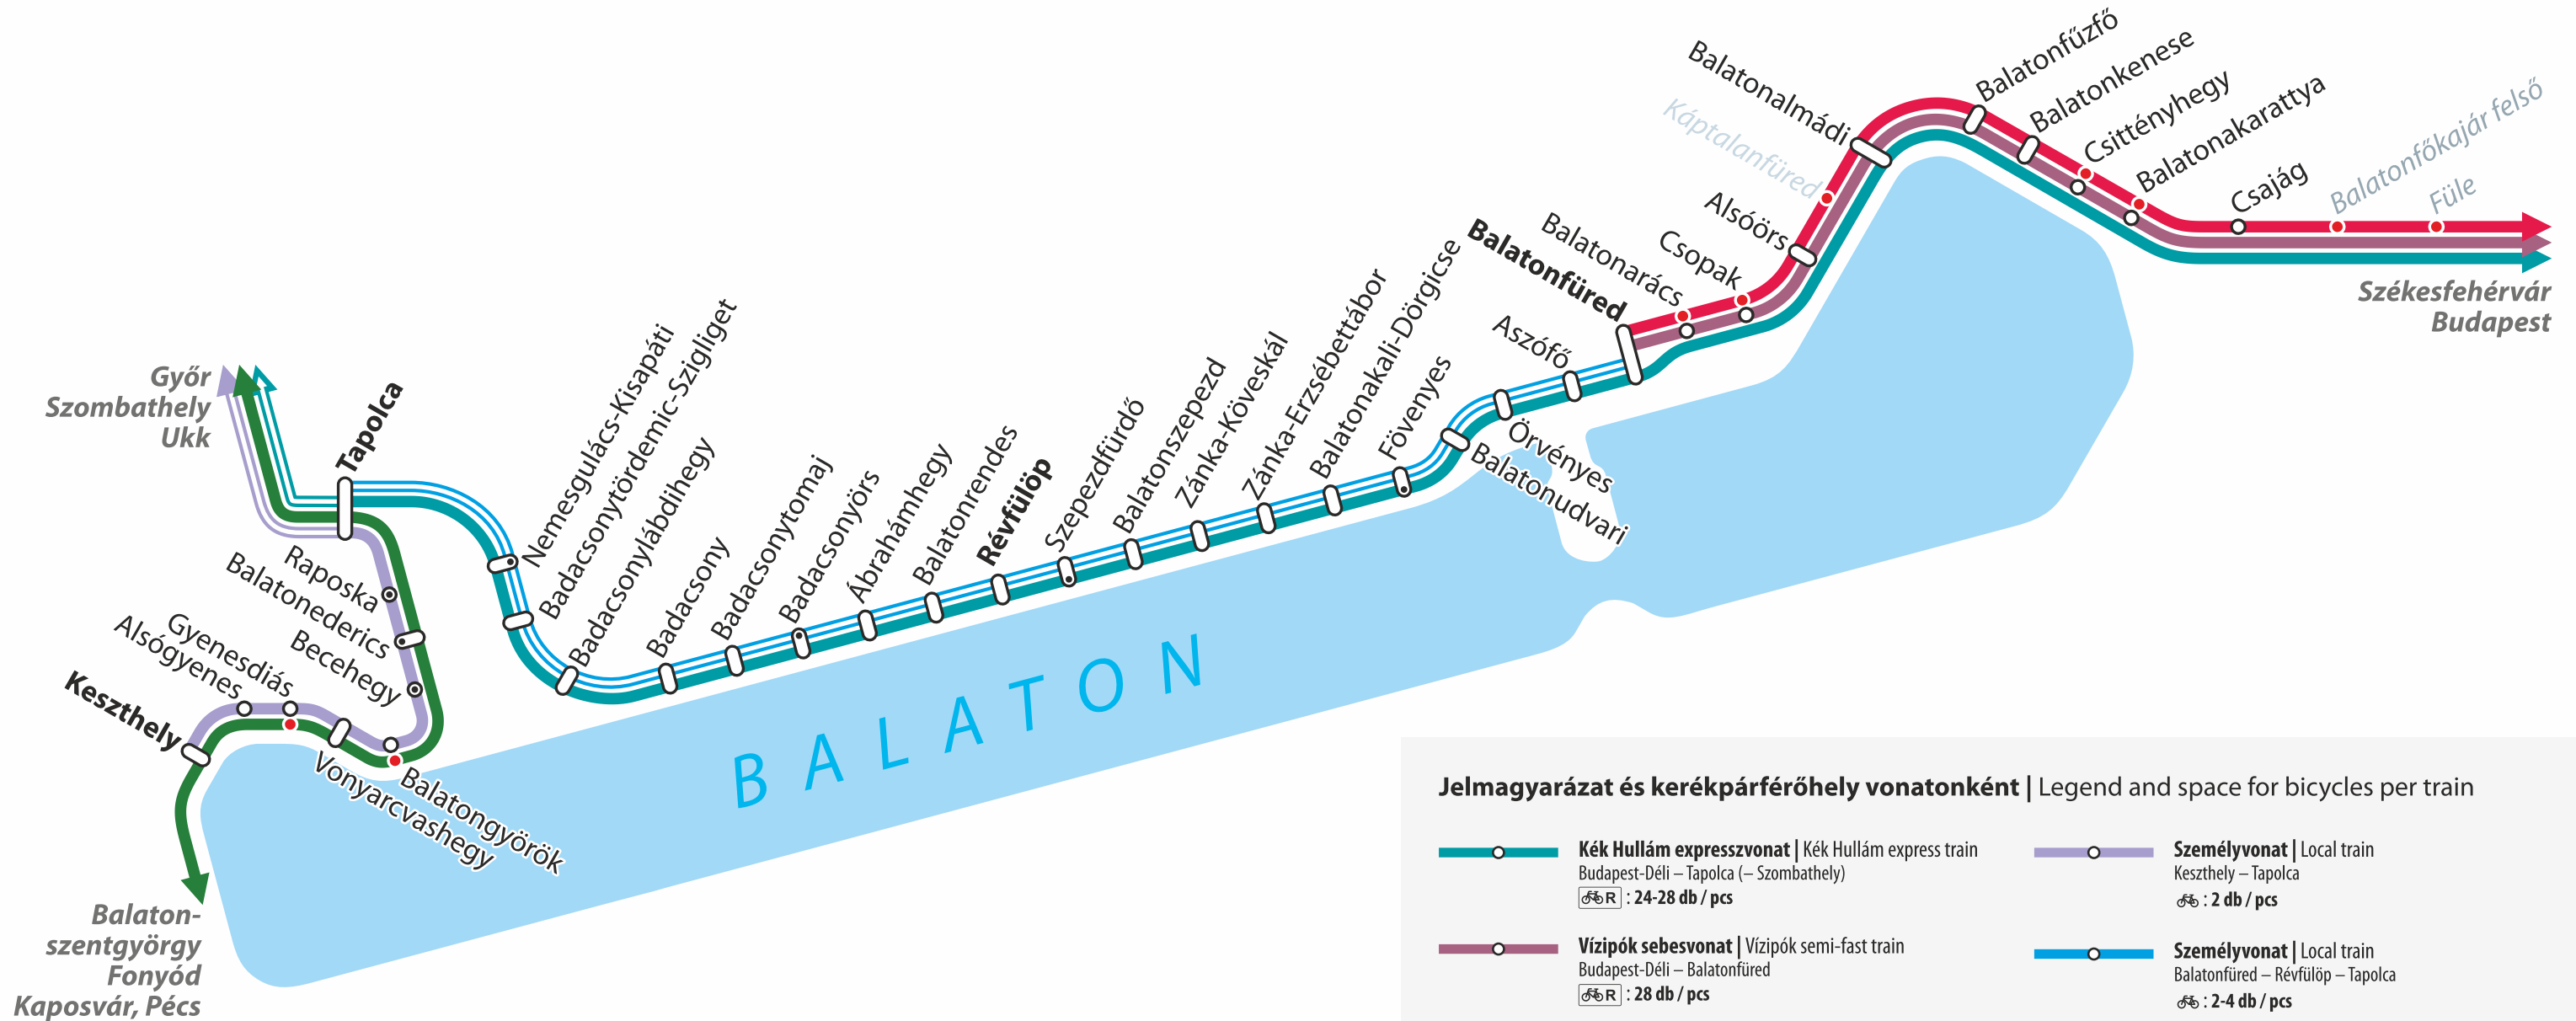 Balatonfűzfő
Balatonkenese
Csittényhegy
Balatonakarattya
Csajág
Balatonfőkajár felső
Füle
Balatonalmádi
Káptalanfüred
Alsóörs
Csopak
Balatonarács
Balatonfüred
Aszófő
Székesfehérvár
Budapest
Örvényes
Balatonudvari
Fövenyes
Balatonakali-Dörgicse
Zánka-Erzsébettábor
Zánka-Köveskál
Balatonszepezd
Szepezdfürdő
Révfülöp
Balatonrendes
Ábrahámhegy
Badacsonyörs
Badacsonytomaj
Badacsony
Badacsonylábdihegy
Badacsonytördemic-Szigliget
Nemesgulács-Kisapáti
Tapolca
Győr
Szombathely
Ukk
Raposka
Balatonederics
Becehegy
Gyenesdiás
Alsógyenes
Keszthely
Vonyarcvashegy
Balatongyörök
Balaton-
szentgyörgy
Fonyód
Kaposvár, Pécs
BALATON
Jelmagyarázat és kerékpárférőhely vonatonként | Legend and space for bicycles per train
Kék Hullám expresszvonat | Kék Hullám express train
Budapest-Déli – Tapolca (– Szombathely)
R : 24-28 db / pcs
Vízipók sebesvonat | Vízipók semi-fast train
Budapest-Déli – Balatonfüred
R : 28 db / pcs
Személyvonat | Local train
Keszthely – Tapolca
: 2 db / pcs
Személyvonat | Local train
Balatonfüred – Révfülöp – Tapolca
: 2-4 db / pcs